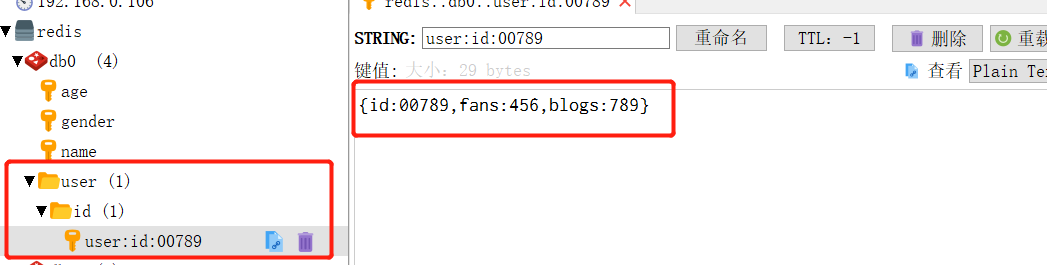 192.168.0.106
redis
db0 (4)
age
gender
name
user (1)
id (1)
user:id:00789
redis::db0::user:id:00789
STRING: user:id:00789 重命名 TTL: -1 删除 重载
键值: 大小: 29 bytes 查看 Plain Te
{id:00789,fans:456,blogs:789}